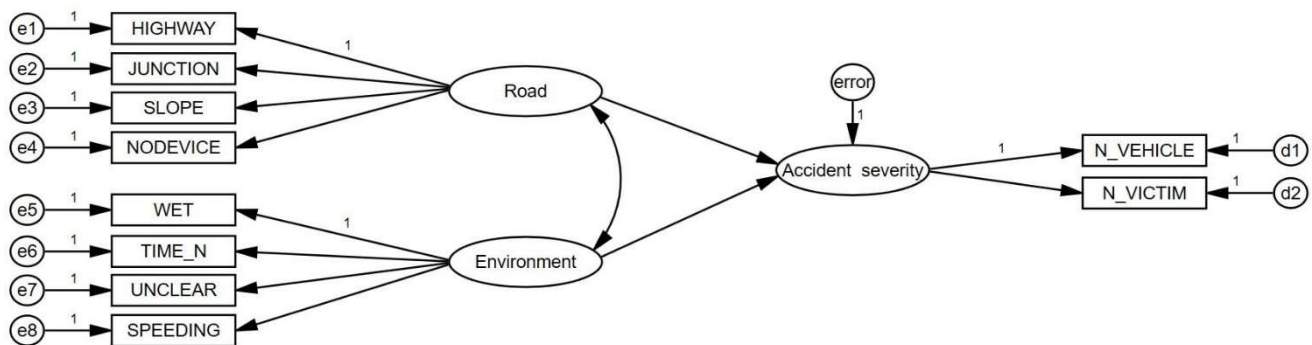 e1 1 HIGHWAY
e2 1 JUNCTION
e3 1 SLOPE
e4 1 NODEVICE
1
Road
e5 1 WET
e6 1 TIME_N
e7 1 UNCLEAR
e8 1 SPEEDING
1
Environment
error
1
Accident severity
1
N_VEHICLE 1 d1
N_VICTIM 1 d2